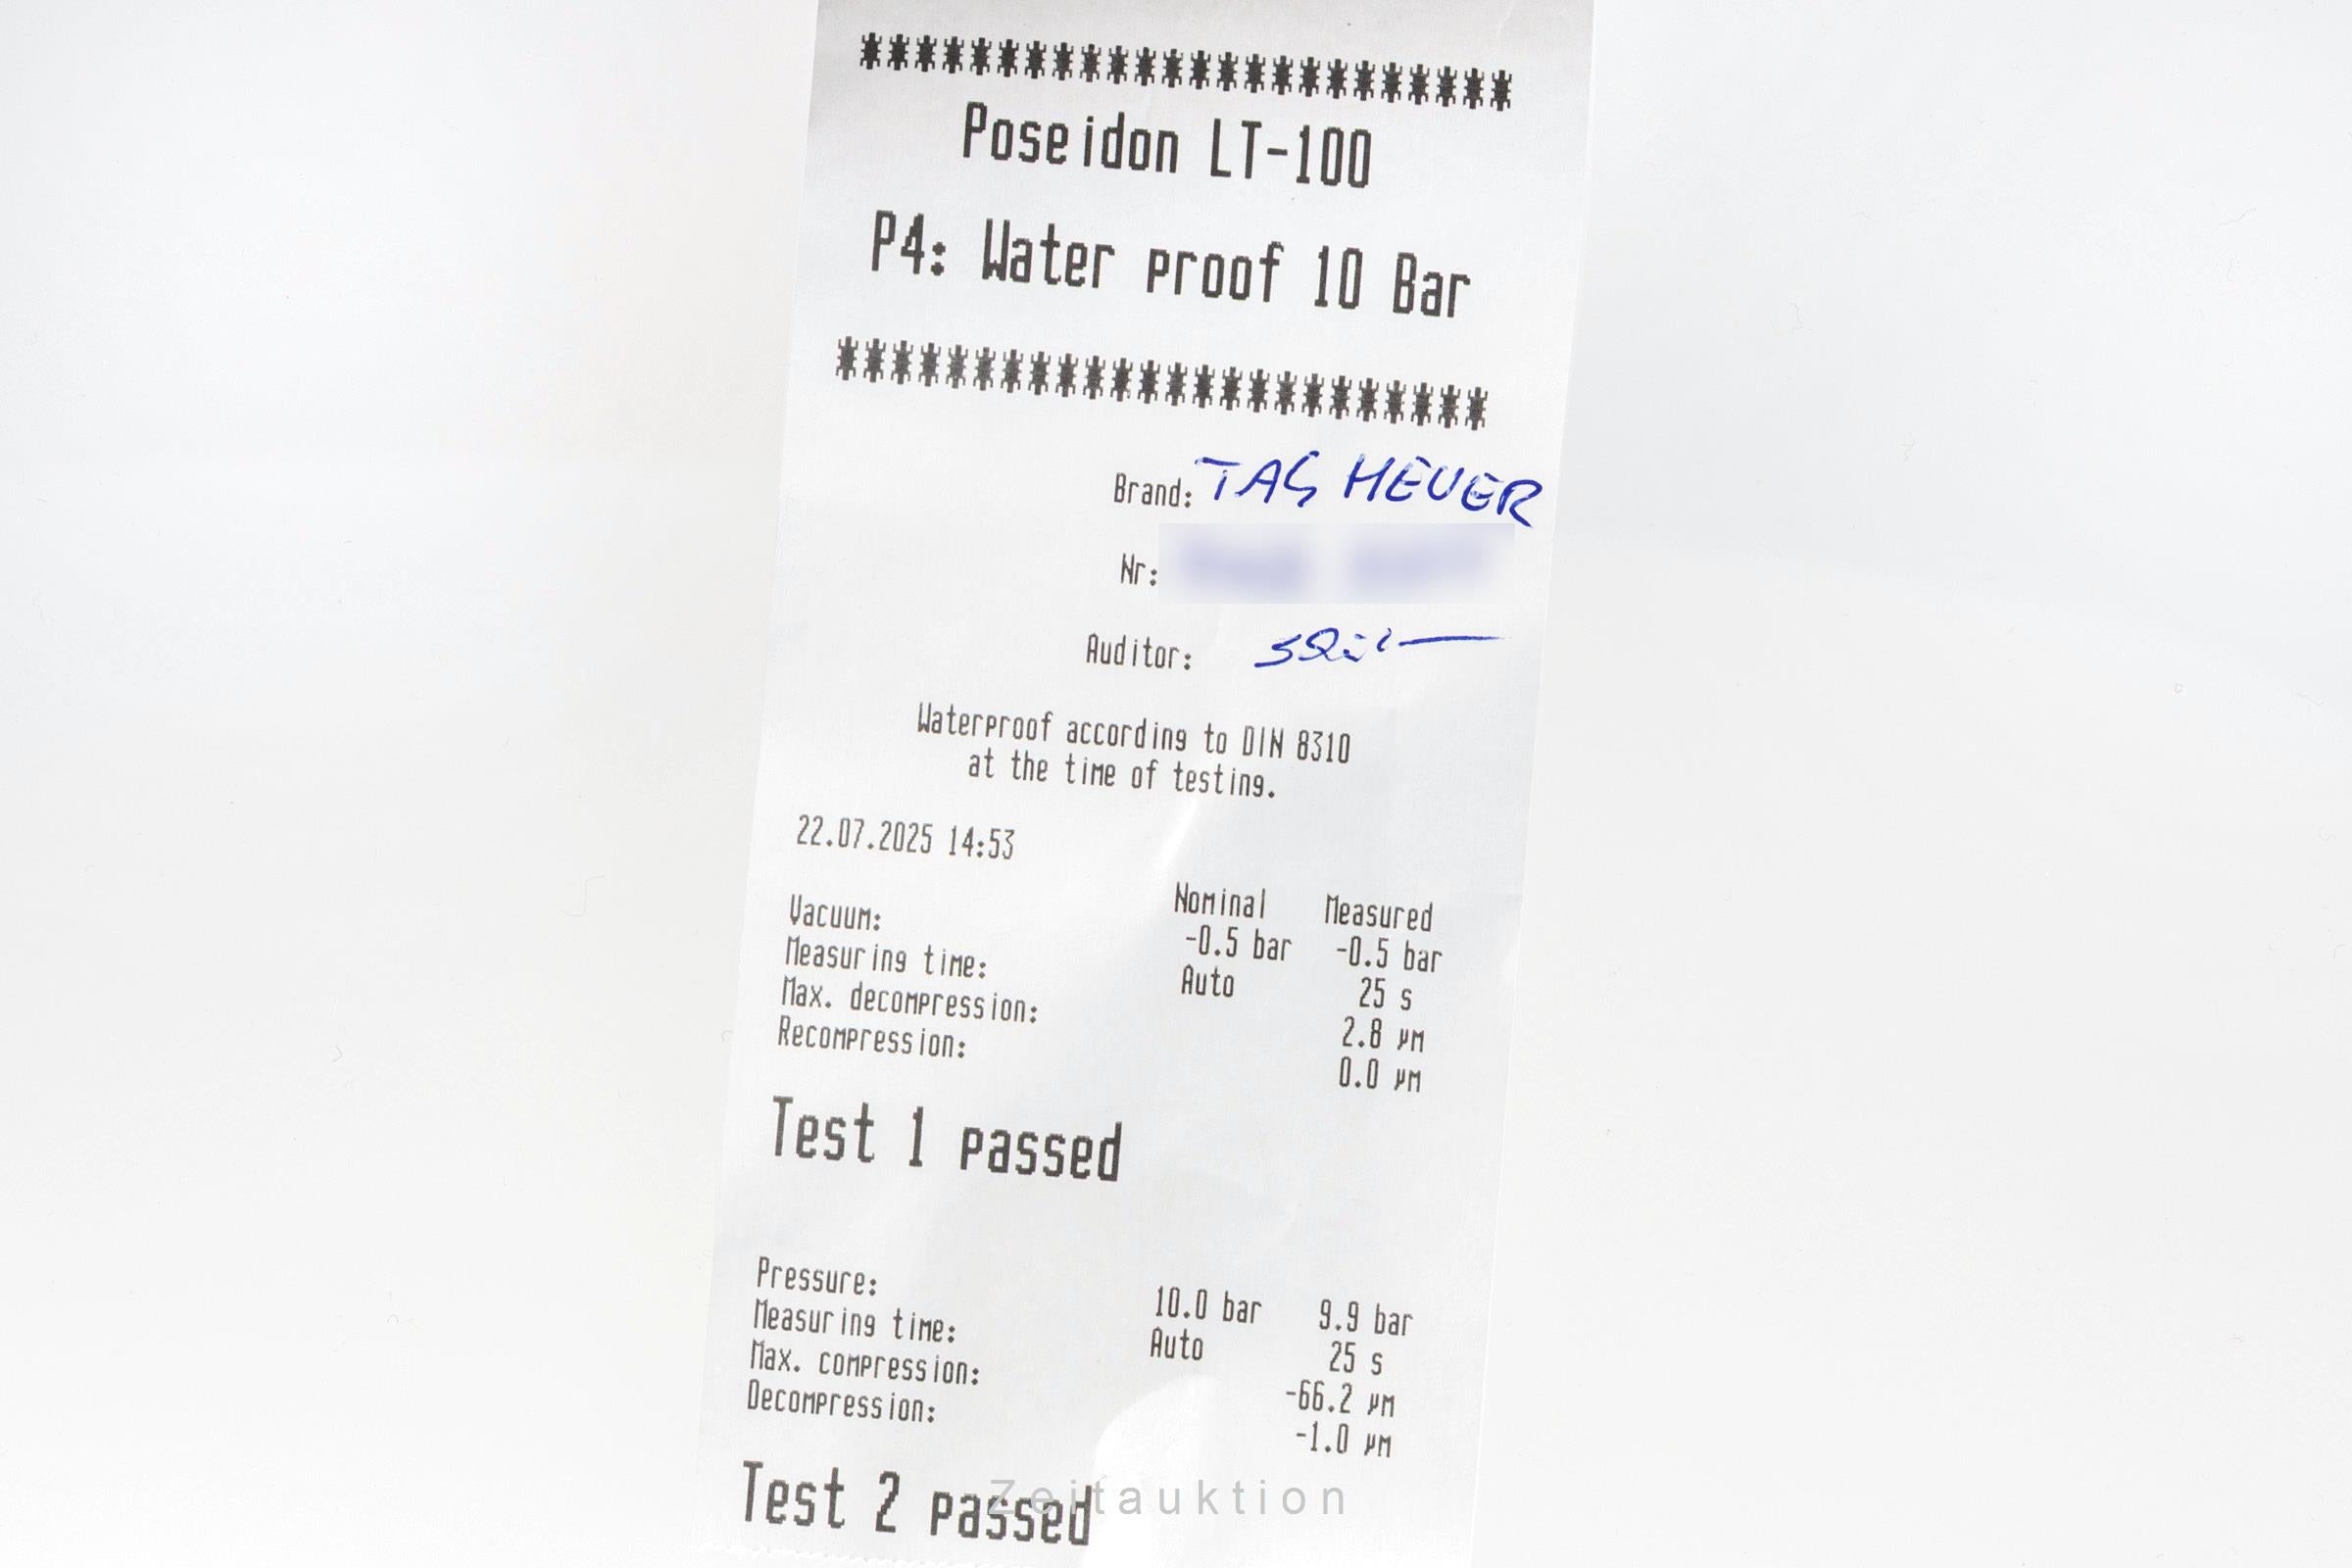 ************************
Poseidon LT-100
P4: Water proof 10 Bar
************************
Brand: TAG HEUER
Nr:
Auditor:
Waterproof according to DIN 8310
at the time of testing.
22.07.2025 14:53
Nominal Measured
Vacuum: -0.5 bar -0.5 bar
Measuring time: Auto 25 s
Max. decompression: 2.8 µm
Recompression: 0.0 µm
Test 1 passed
Pressure: 10.0 bar 9.9 bar
Measuring time: Auto 25 s
Max. compression: -66.2 µm
Decompression: -1.0 µm
Test 2 passed
Zeitauktion